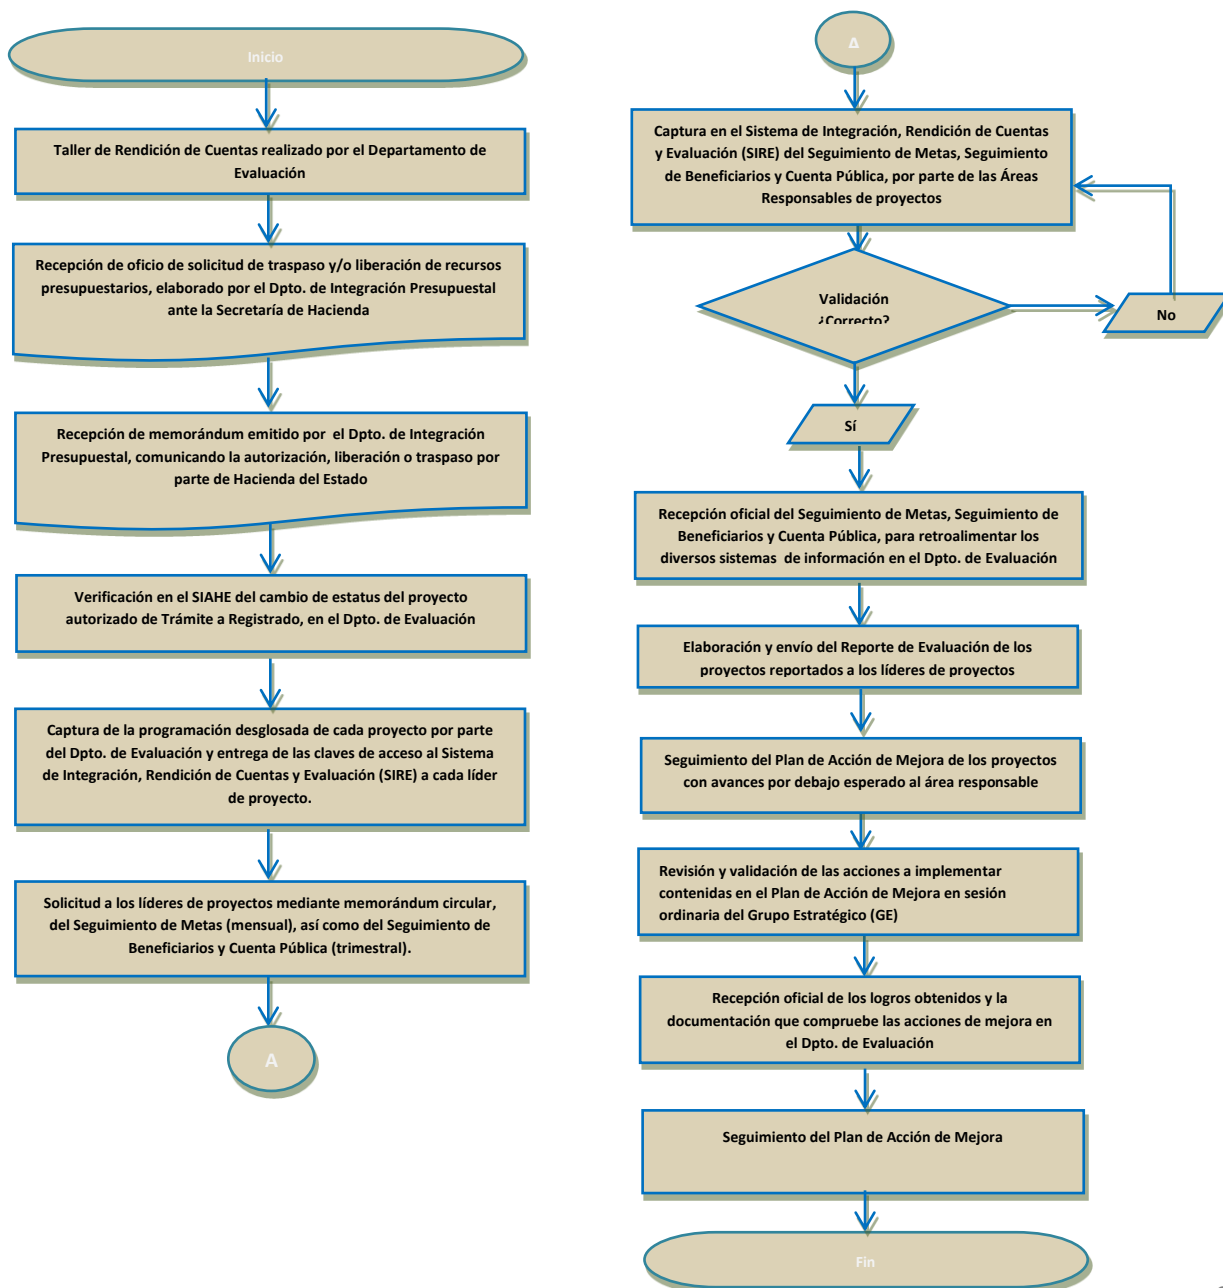 Inicio
Taller de Rendición de Cuentas realizado por el Departamento de
Evaluación
Recepción de oficio de solicitud de traspaso y/o liberación de recursos
presupuestarios, elaborado por el Dpto. de Integración Presupuestal
ante la Secretaría de Hacienda
Recepción de memorándum emitido por el Dpto. de Integración
Presupuestal, comunicando la autorización, liberación o traspaso por
parte de Hacienda del Estado
Verificación en el SIAHE del cambio de estatus del proyecto
autorizado de Trámite a Registrado, en el Dpto. de Evaluación
Captura de la programación desglosada de cada proyecto por parte
del Dpto. de Evaluación y entrega de las claves de acceso al Sistema
de Integración, Rendición de Cuentas y Evaluación (SIRE) a cada líder
de proyecto.
Solicitud a los líderes de proyectos mediante memorándum circular,
del Seguimiento de Metas (mensual), así como del Seguimiento de
Beneficiarios y Cuenta Pública (trimestral).
A
A
Captura en el Sistema de Integración, Rendición de Cuentas
y Evaluación (SIRE) del Seguimiento de Metas, Seguimiento
de Beneficiarios y Cuenta Pública, por parte de las Áreas
Responsables de proyectos
Validación
¿Correcto?
No
Sí
Recepción oficial del Seguimiento de Metas, Seguimiento de
Beneficiarios y Cuenta Pública, para retroalimentar los
diversos sistemas de información en el Dpto. de Evaluación
Elaboración y envío del Reporte de Evaluación de los
proyectos reportados a los líderes de proyectos
Seguimiento del Plan de Acción de Mejora de los proyectos
con avances por debajo esperado al área responsable
Revisión y validación de las acciones a implementar
contenidas en el Plan de Acción de Mejora en sesión
ordinaria del Grupo Estratégico (GE)
Recepción oficial de los logros obtenidos y la
documentación que compruebe las acciones de mejora en
el Dpto. de Evaluación
Seguimiento del Plan de Acción de Mejora
Fin